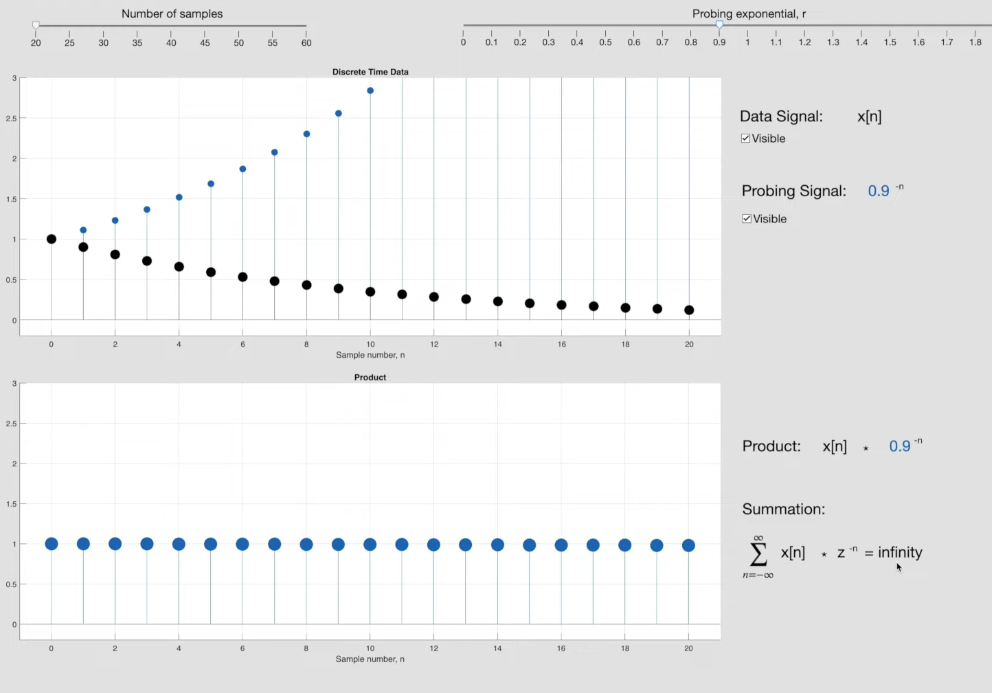 Number of samples
20 25 30 35 40 45 50 55 60
Probing exponential, r
0 0.1 0.2 0.3 0.4 0.5 0.6 0.7 0.8 0.9 1 1.1 1.2 1.3 1.4 1.5 1.6 1.7 1.8
Discrete Time Data
3
2.5
2
1.5
1
0.5
0
0 2 4 6 8 10 12 14 16 18 20
Sample number, n
Data Signal: x[n]
Visible
Probing Signal: 0.9 -n
Visible
Product
3
2.5
2
1.5
1
0.5
0
0 2 4 6 8 10 12 14 16 18 20
Sample number, n
Product: x[n] * 0.9 -n
Summation:
∞
∑ x[n] * z -n = infinity
n=−∞